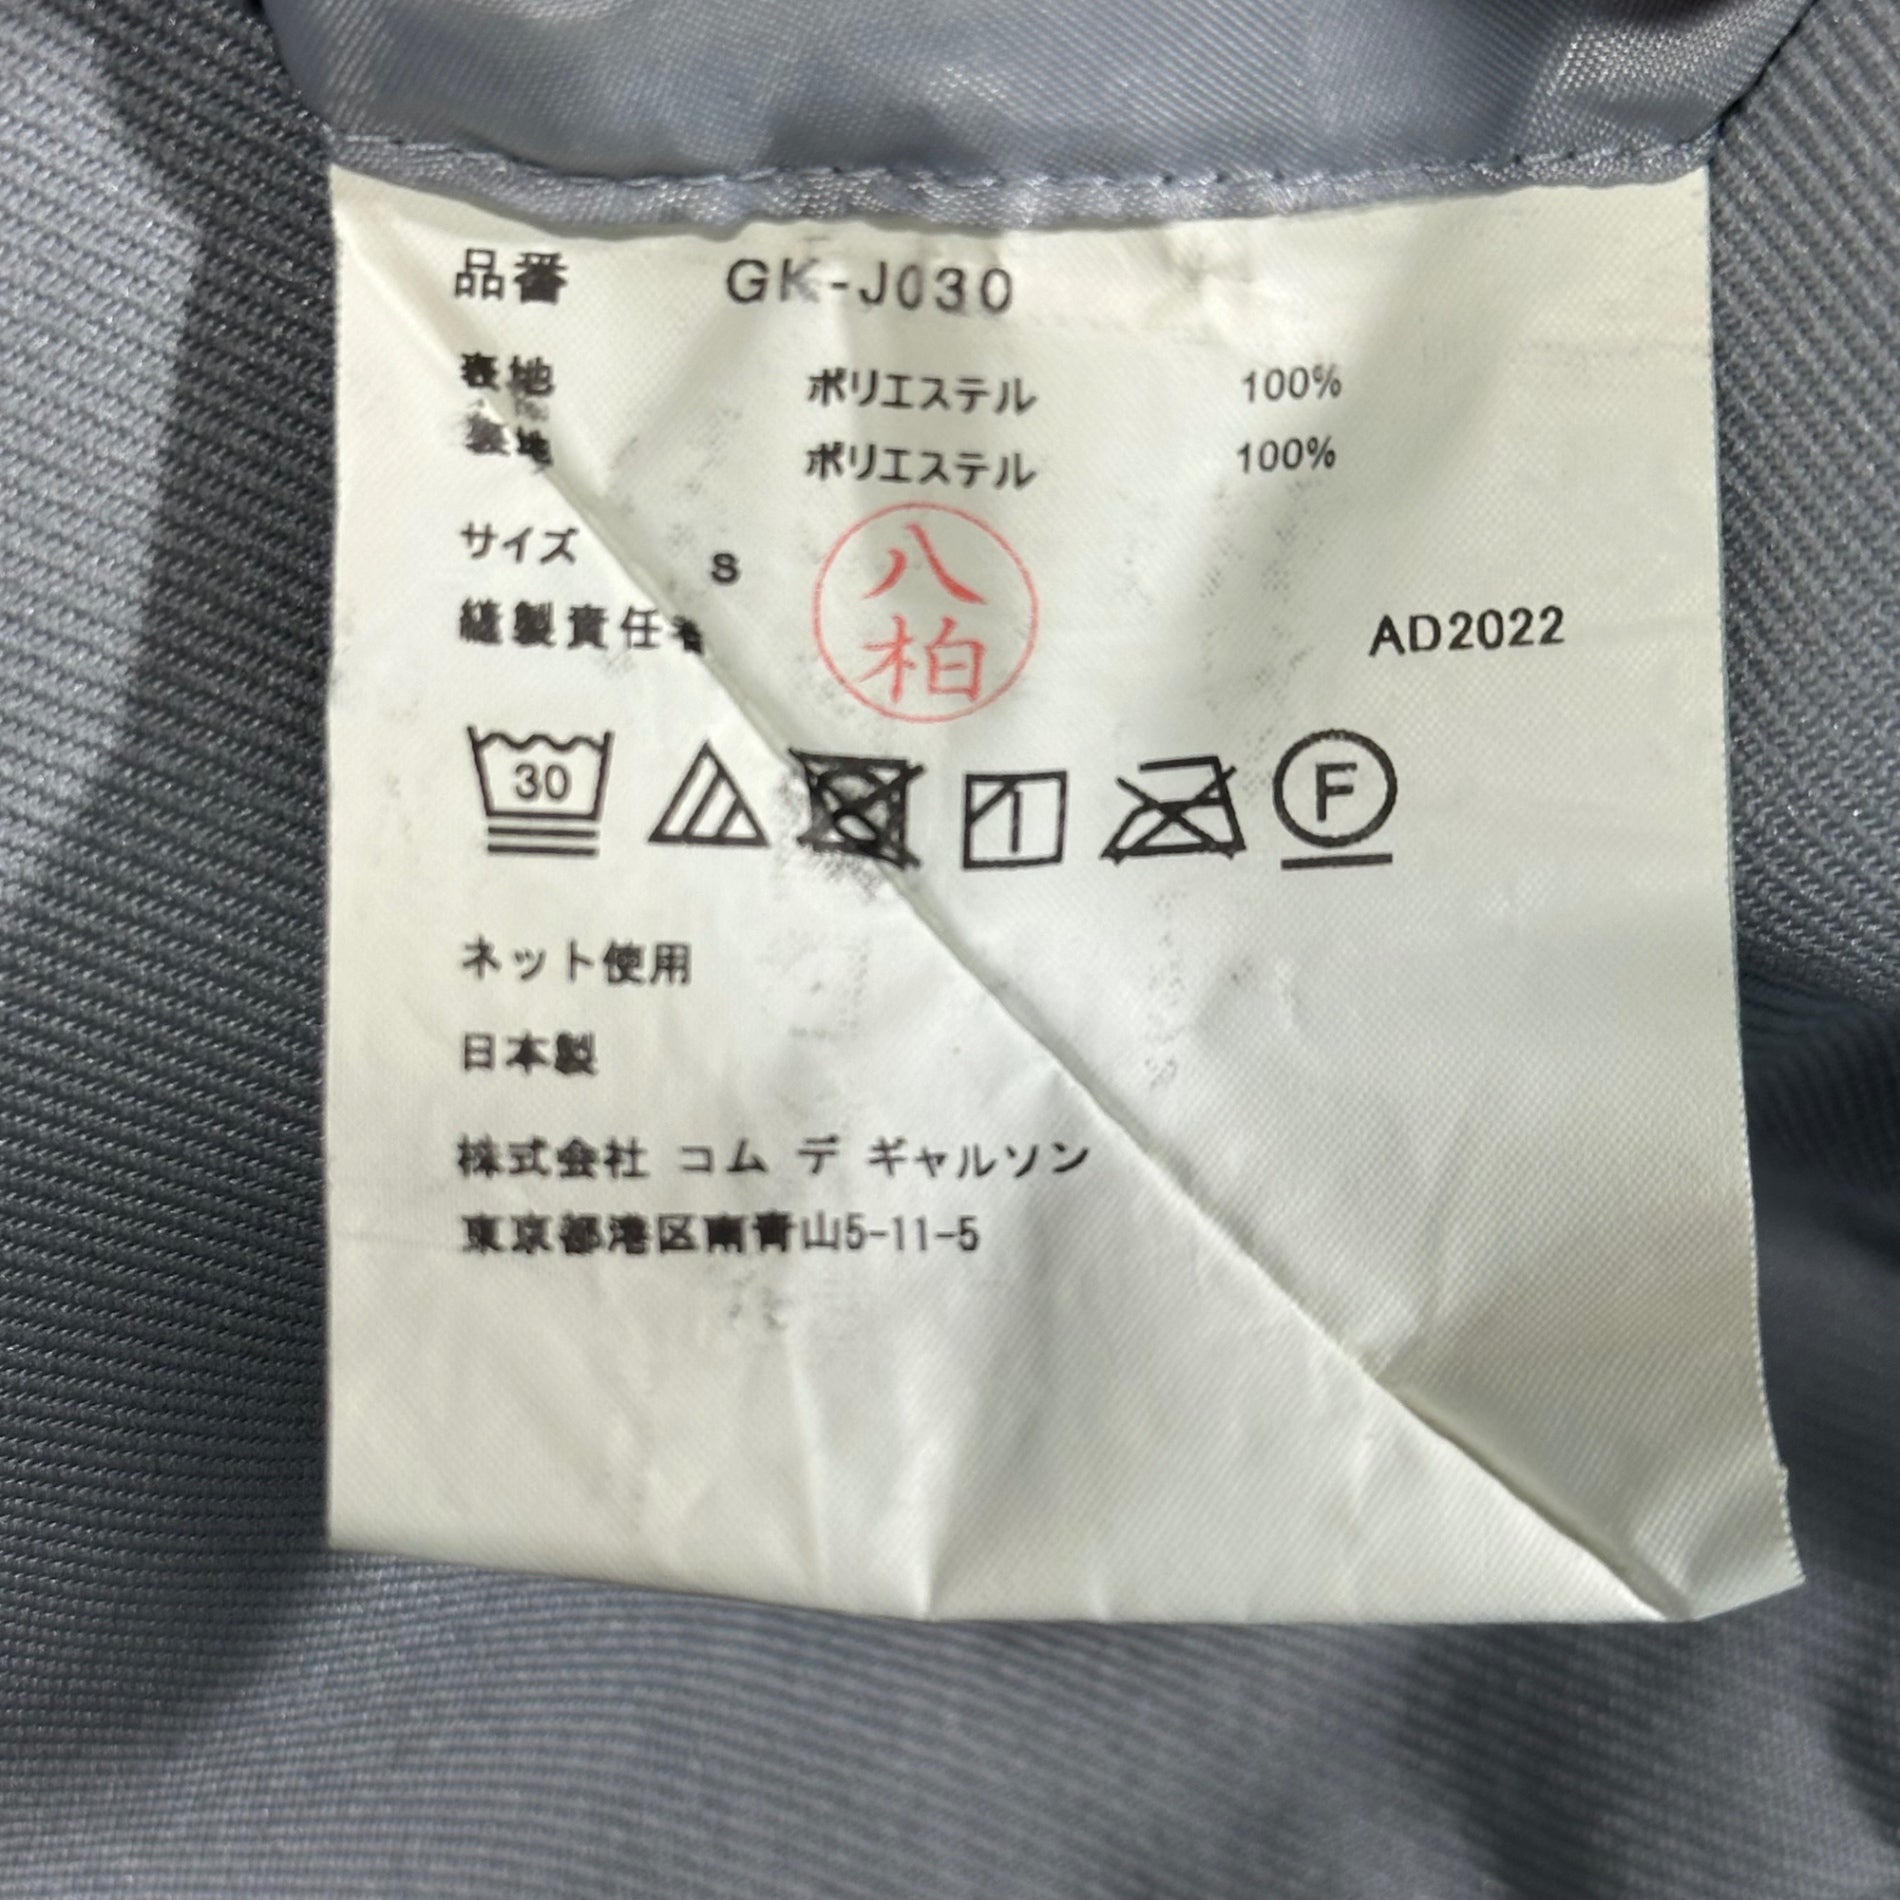 品番 GK-J030
表地 ポリエステル 100%
裏地 ポリエステル 100%
サイズ S
縫製責任者 八柏 AD2022
30 F
ネット使用
日本製
株式会社 コム デ ギャルソン
東京都港区南青山5-11-5